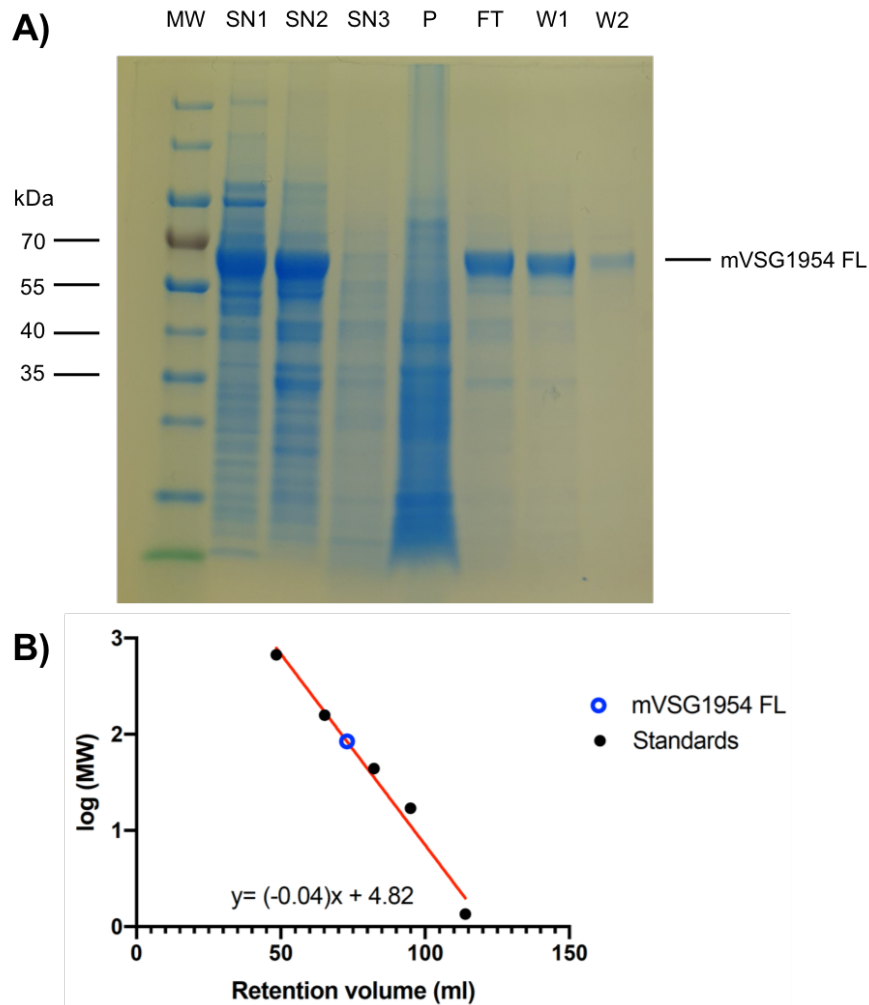 A)
MW SN1 SN2 SN3 P FT W1 W2
kDa
70
55
40
35
mVSG1954 FL
B)
3
2
1
0
log (MW)
y= (-0.04)x + 4.82
mVSG1954 FL
Standards
0 50 100 150
Retention volume (ml)